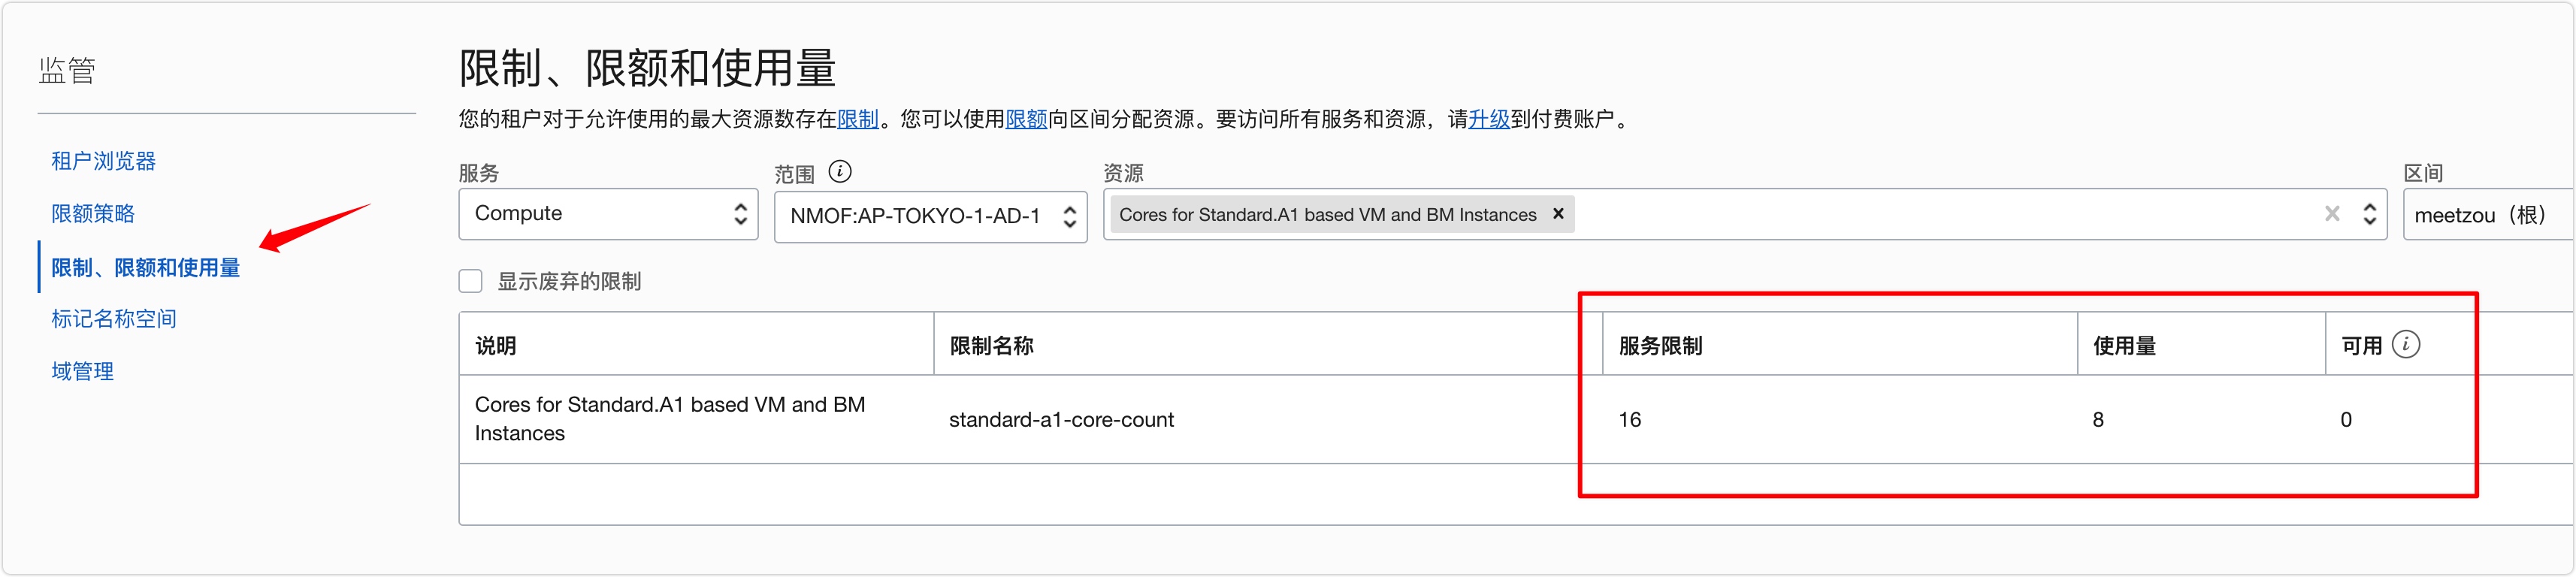 监管
租户浏览器
限额策略
限制、限额和使用量
标记名称空间
域管理
限制、限额和使用量
您的租户对于允许使用的最大资源数存在限制。您可以使用限额向区间分配资源。要访问所有服务和资源，请升级到付费账户。
服务
范围
资源
区间
Compute
NMOF:AP-TOKYO-1-AD-1
Cores for Standard.A1 based VM and BM Instances
meetzou（根）
显示废弃的限制
说明
限制名称
服务限制
使用量
可用
Cores for Standard.A1 based VM and BM
Instances
standard-a1-core-count
16
8
0